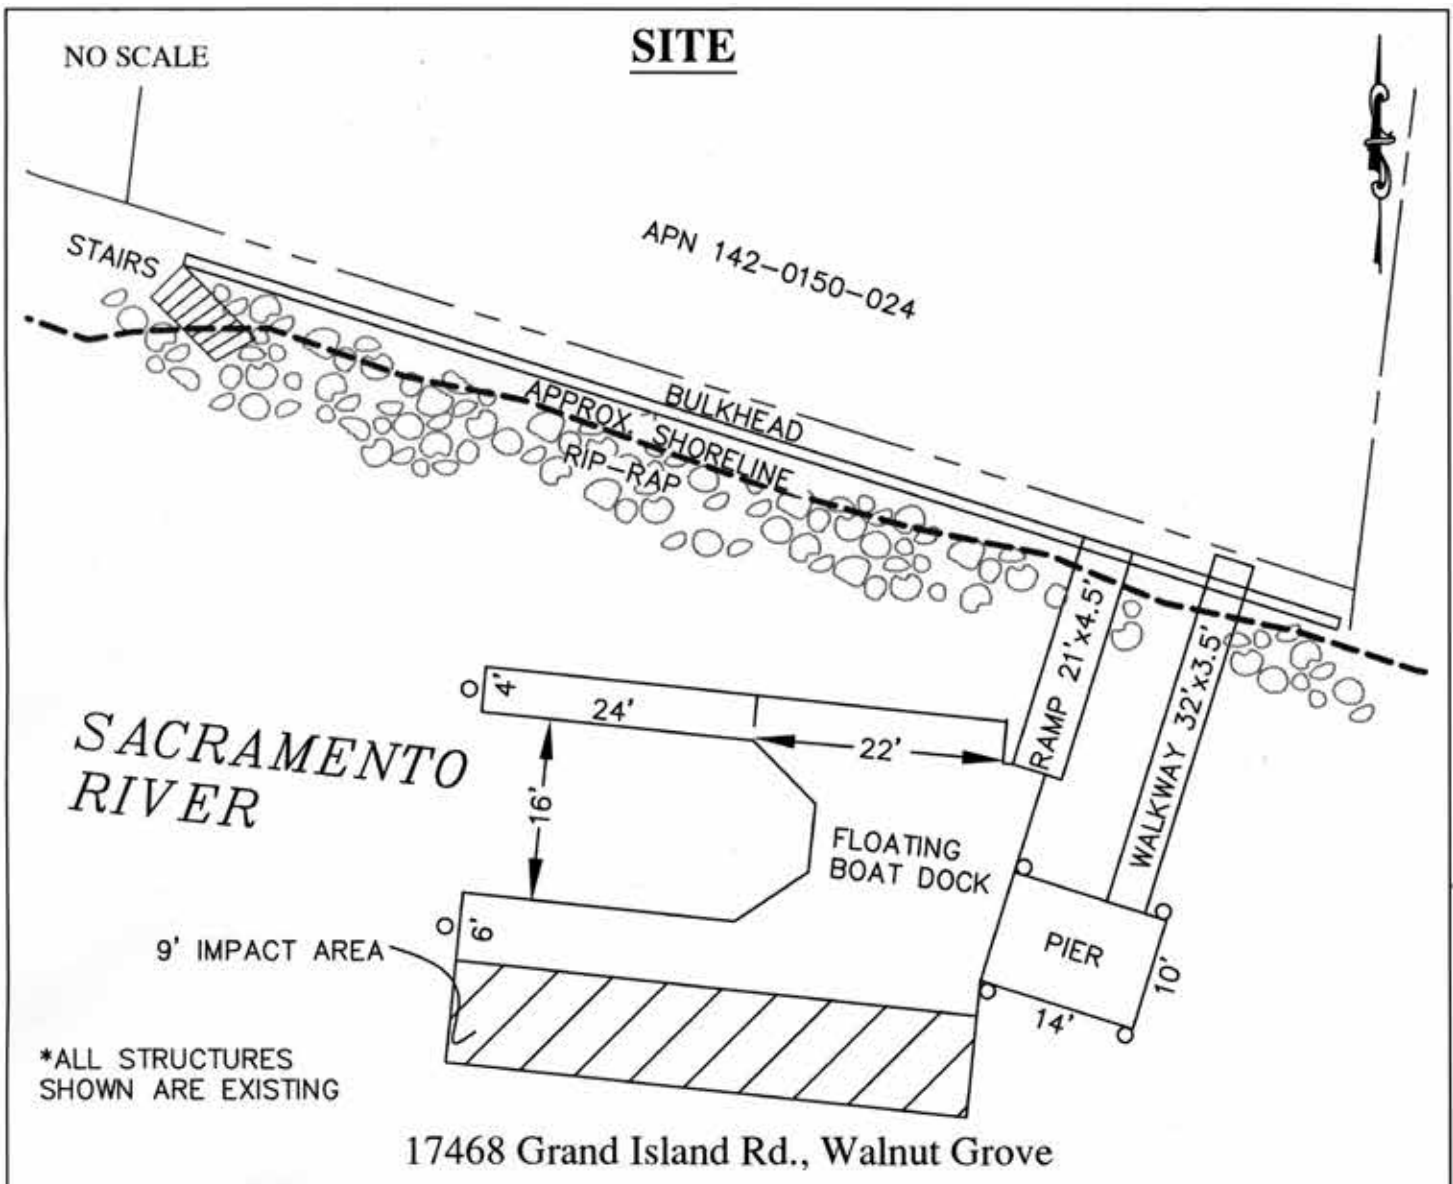 SITE
NO SCALE
STAIRS
APN 142-0150-024
BULKHEAD
APPROX. SHORELINE
RIP-RAP
RAMP 21'x4.5'
WALKWAY 32'x3.5'
4'
24'
22'
16'
SACRAMENTO
RIVER
FLOATING
BOAT DOCK
6'
9' IMPACT AREA
PIER
10'
14'
*ALL STRUCTURES
SHOWN ARE EXISTING
17468 Grand Island Rd., Walnut Grove